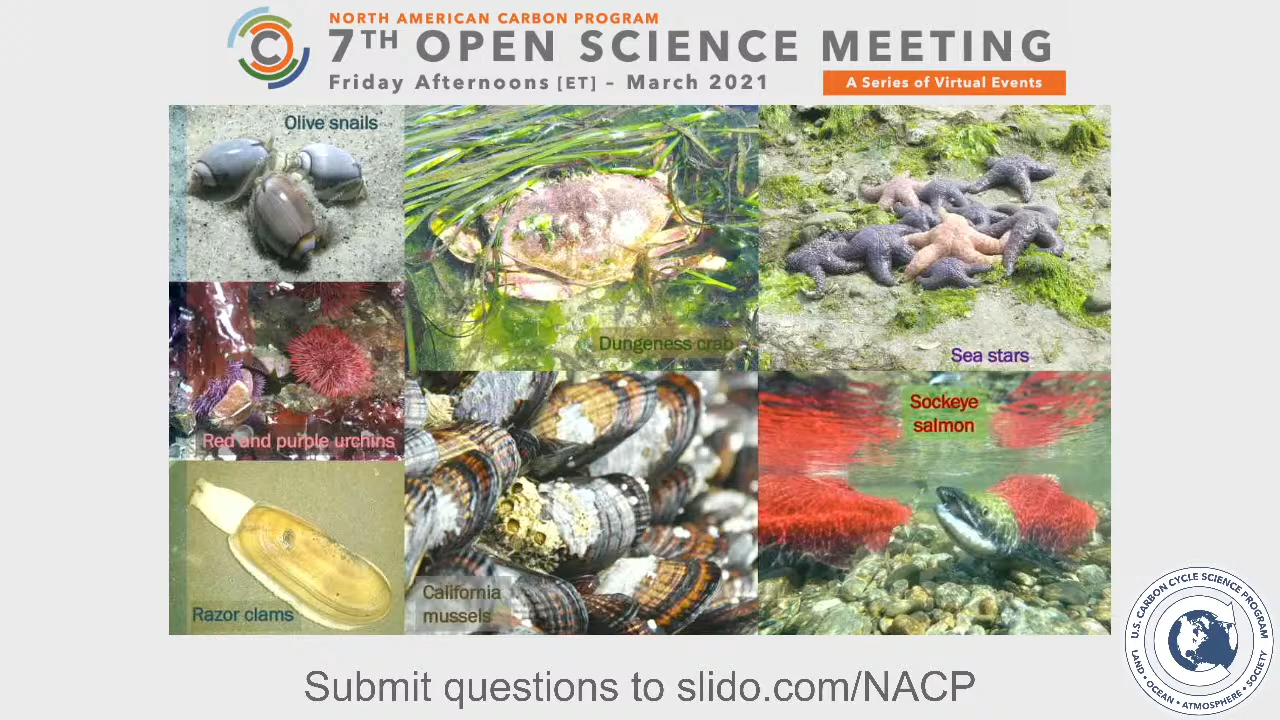 NORTH AMERICAN CARBON PROGRAM
C 7TH OPEN SCIENCE MEETING
Friday Afternoons [ET] – March 2021
A Series of Virtual Events
Olive snails
Dungeness crab
Sea stars
Red and purple urchins
Sockeye
salmon
Razor clams
California
mussels
Submit questions to slido.com/NACP
U.S. CARBON CYCLE SCIENCE PROGRAM
LAND • OCEAN • ATMOSPHERE • SOCIETY